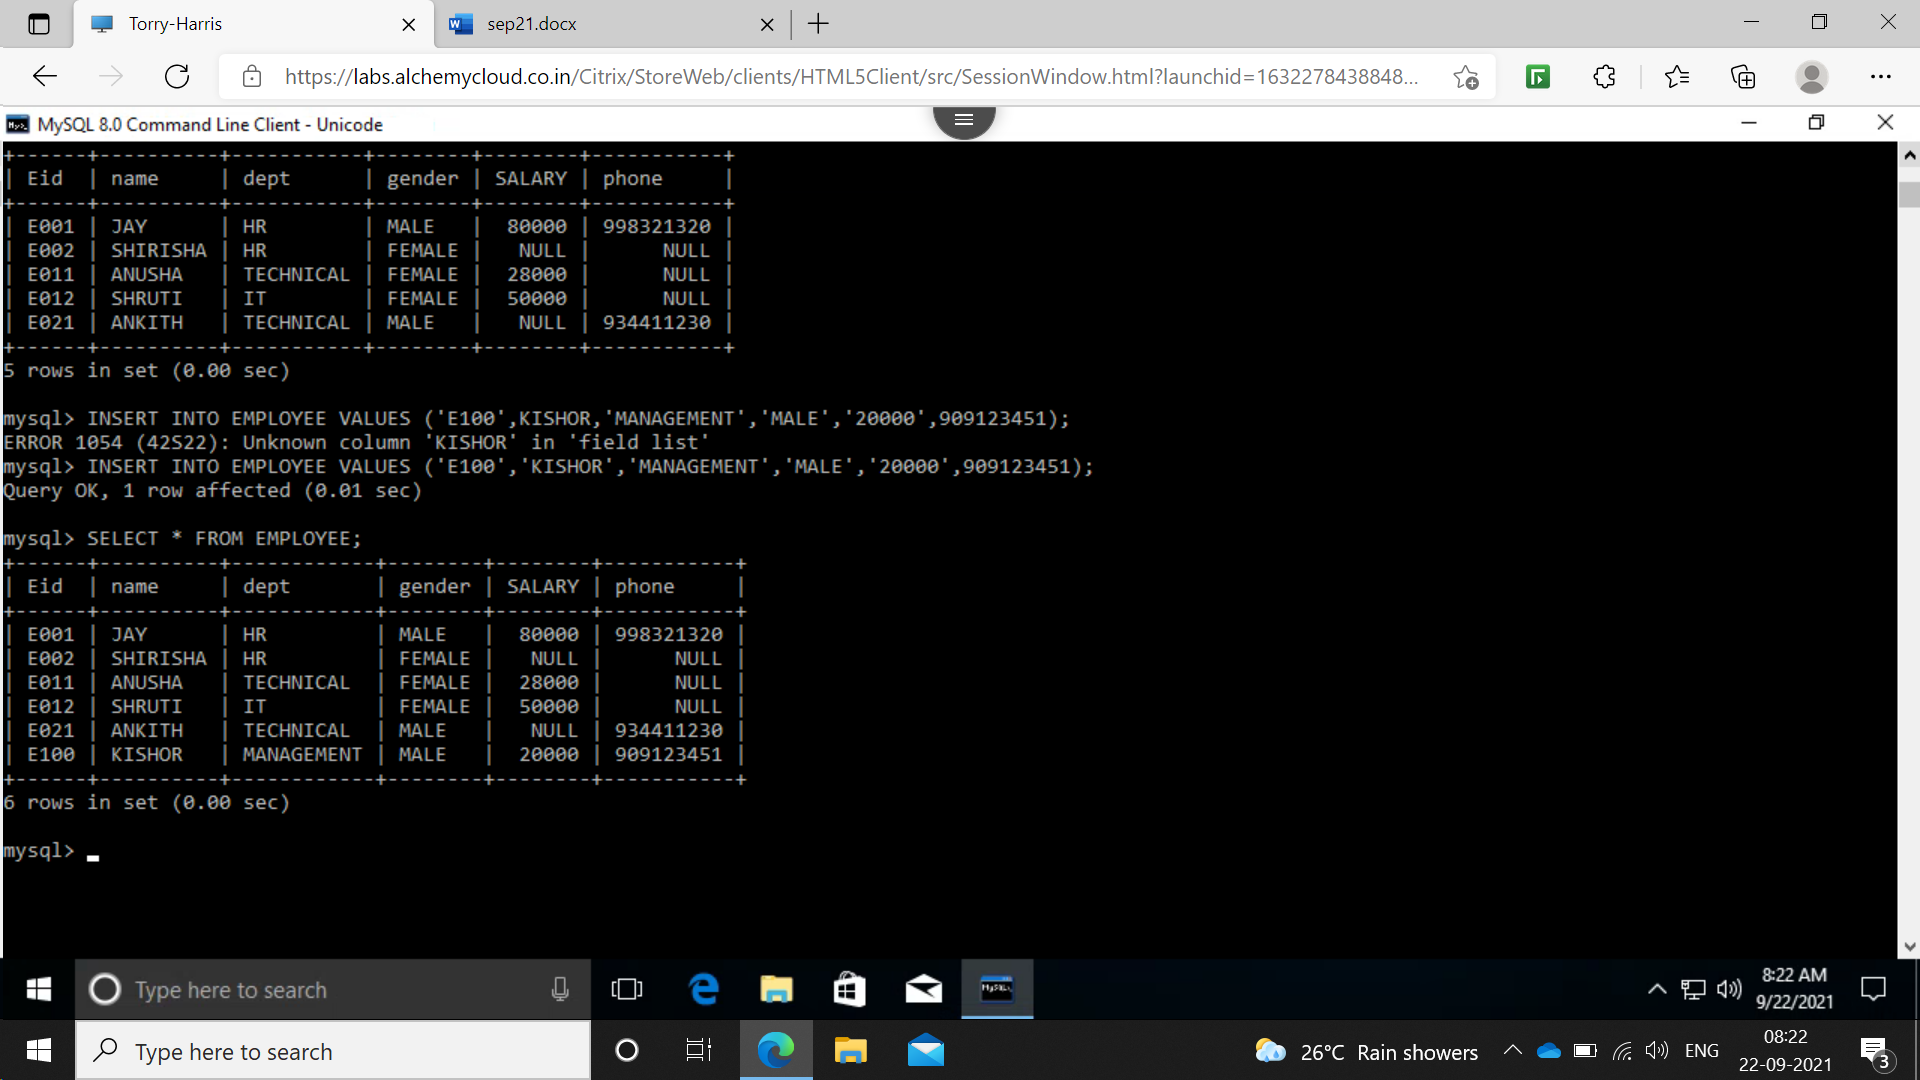 Torry-Harris
sep21.docx
https://labs.alchemycloud.co.in/Citrix/StoreWeb/clients/HTML5Client/src/SessionWindow.html?launchid=1632278438848...
MySQL 8.0 Command Line Client - Unicode
+------+----------+-----------+--------+--------+-----------+
| Eid  | name     | dept      | gender | SALARY | phone     |
+------+----------+-----------+--------+--------+-----------+
| E001 | JAY      | HR        | MALE   |  80000 | 998321320 |
| E002 | SHIRISHA | HR        | FEMALE |   NULL |      NULL |
| E011 | ANUSHA   | TECHNICAL | FEMALE |  28000 |      NULL |
| E012 | SHRUTI   | IT        | FEMALE |  50000 |      NULL |
| E021 | ANKITH   | TECHNICAL | MALE   |   NULL | 934411230 |
+------+----------+-----------+--------+--------+-----------+
5 rows in set (0.00 sec)
mysql> INSERT INTO EMPLOYEE VALUES ('E100',KISHOR,'MANAGEMENT','MALE','20000',909123451);
ERROR 1054 (42S22): Unknown column 'KISHOR' in 'field list'
mysql> INSERT INTO EMPLOYEE VALUES ('E100','KISHOR','MANAGEMENT','MALE','20000',909123451);
Query OK, 1 row affected (0.01 sec)
mysql> SELECT * FROM EMPLOYEE;
+------+----------+------------+--------+--------+-----------+
| Eid  | name     | dept       | gender | SALARY | phone     |
+------+----------+------------+--------+--------+-----------+
| E001 | JAY      | HR         | MALE   |  80000 | 998321320 |
| E002 | SHIRISHA | HR         | FEMALE |   NULL |      NULL |
| E011 | ANUSHA   | TECHNICAL  | FEMALE |  28000 |      NULL |
| E012 | SHRUTI   | IT         | FEMALE |  50000 |      NULL |
| E021 | ANKITH   | TECHNICAL  | MALE   |   NULL | 934411230 |
| E100 | KISHOR   | MANAGEMENT | MALE   |  20000 | 909123451 |
+------+----------+------------+--------+--------+-----------+
6 rows in set (0.00 sec)
mysql>
Type here to search
8:22 AM
9/22/2021
Type here to search
26°C Rain showers
ENG
08:22
22-09-2021
3